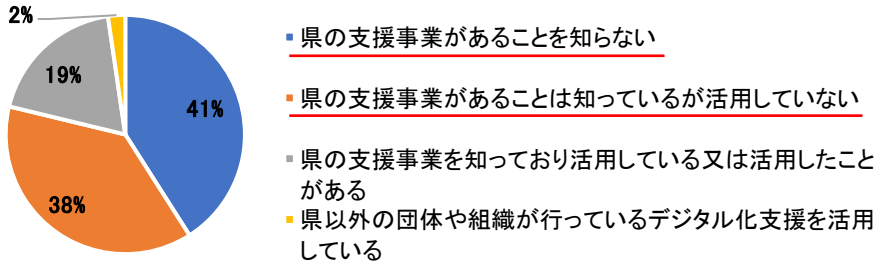 2%
19%
41%
38%
県の支援事業があることを知らない
県の支援事業があることは知っているが活用していない
県の支援事業を知っており活用している又は活用したこと
がある
県以外の団体や組織が行っているデジタル化支援を活用
している